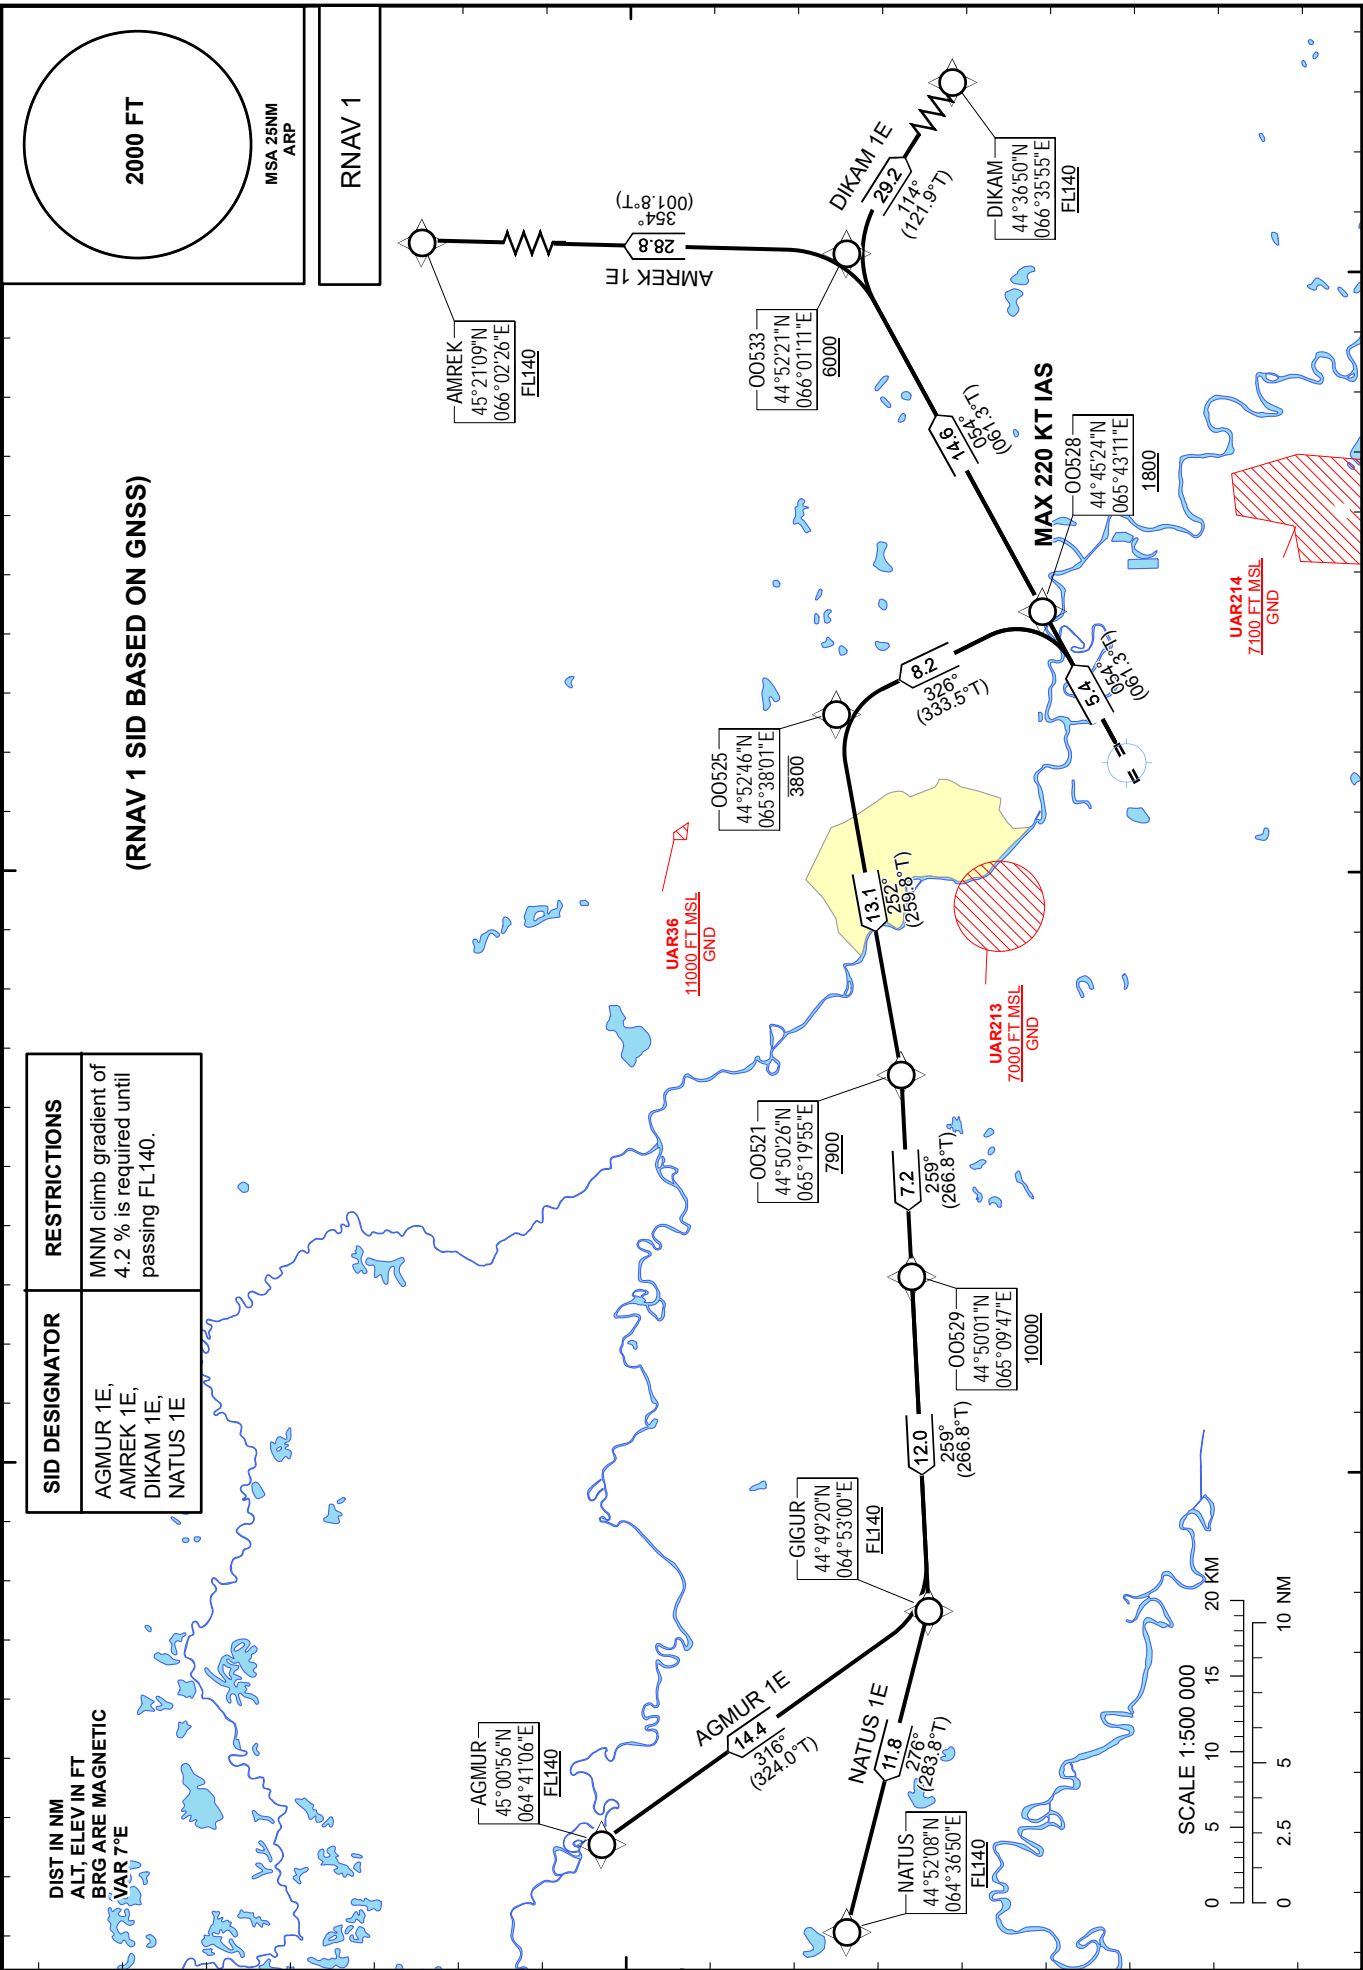 DIST IN NM
ALT, ELEV IN FT
BRG ARE MAGNETIC
VAR 7°E
SID DESIGNATOR
RESTRICTIONS
AGMUR 1E,
AMREK 1E,
DIKAM 1E,
NATUS 1E
MNM climb gradient of
4.2 % is required until
passing FL140.
(RNAV 1 SID BASED ON GNSS)
2000 FT
MSA 25NM
ARP
RNAV 1
AMREK
45°21'09"N
066°02'26"E
FL140
28.8
354°
(001.8°T)
AMREK 1E
DIKAM 1E
29.2
114°
(121.9°T)
DIKAM
44°36'50"N
066°35'55"E
FL140
OO533
44°52'21"N
066°01'11"E
6000
14.6
054°
(061.3°T)
MAX 220 KT IAS
OO528
44°45'24"N
065°43'11"E
1800
5.4
054°
(061.3°T)
8.2
326°
(333.5°T)
OO525
44°52'46"N
065°38'01"E
3800
13.1
252°
(259.8°T)
UAR36
11000 FT MSL
GND
UAR213
7000 FT MSL
GND
UAR214
7100 FT MSL
GND
OO521
44°50'26"N
065°19'55"E
7900
7.2
259°
(266.8°T)
OO529
44°50'01"N
065°09'47"E
10000
12.0
259°
(266.8°T)
GIGUR
44°49'20"N
064°53'00"E
FL140
AGMUR 1E
14.4
316°
(324.0°T)
AGMUR
45°00'56"N
064°41'06"E
FL140
NATUS 1E
11.8
276°
(283.8°T)
NATUS
44°52'08"N
064°36'50"E
FL140
SCALE 1:500 000
0 5 10 15 20 KM
0 2.5 5 10 NM